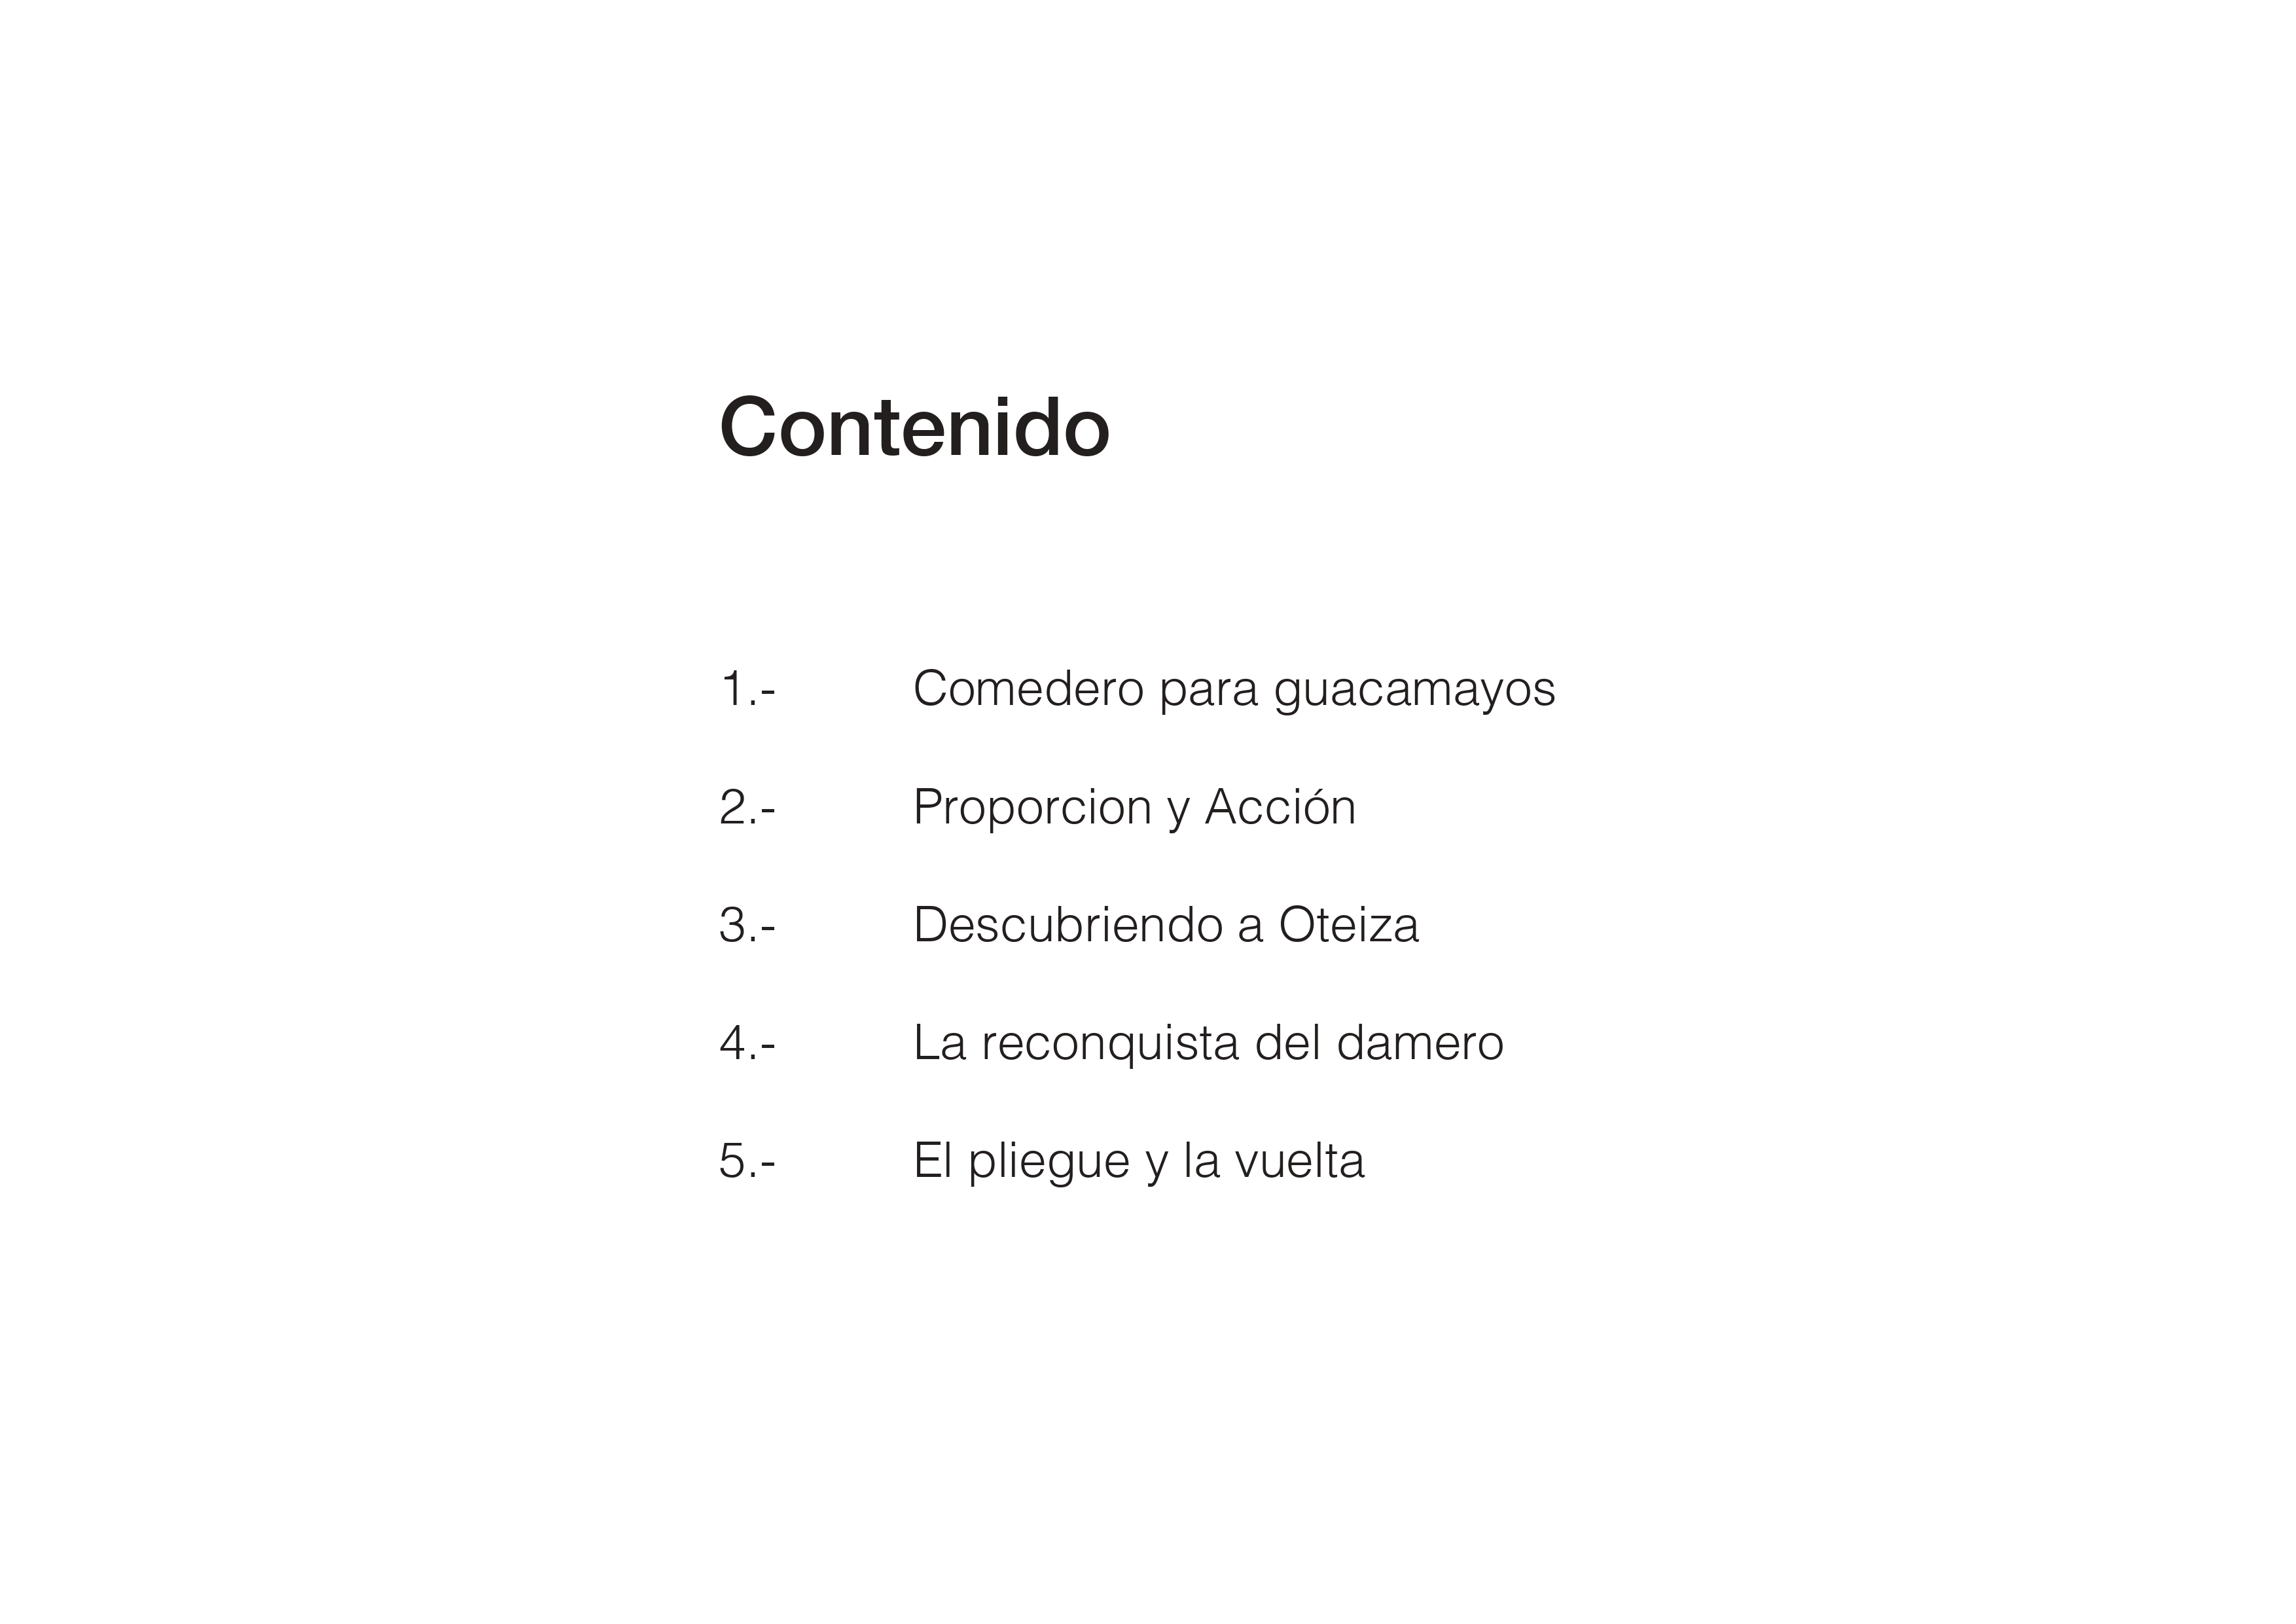 Contenido
1.- Comedero para guacamayos
2.- Proporcion y Acción
3.- Descubriendo a Oteiza
4.- La reconquista del damero
5.- El pliegue y la vuelta